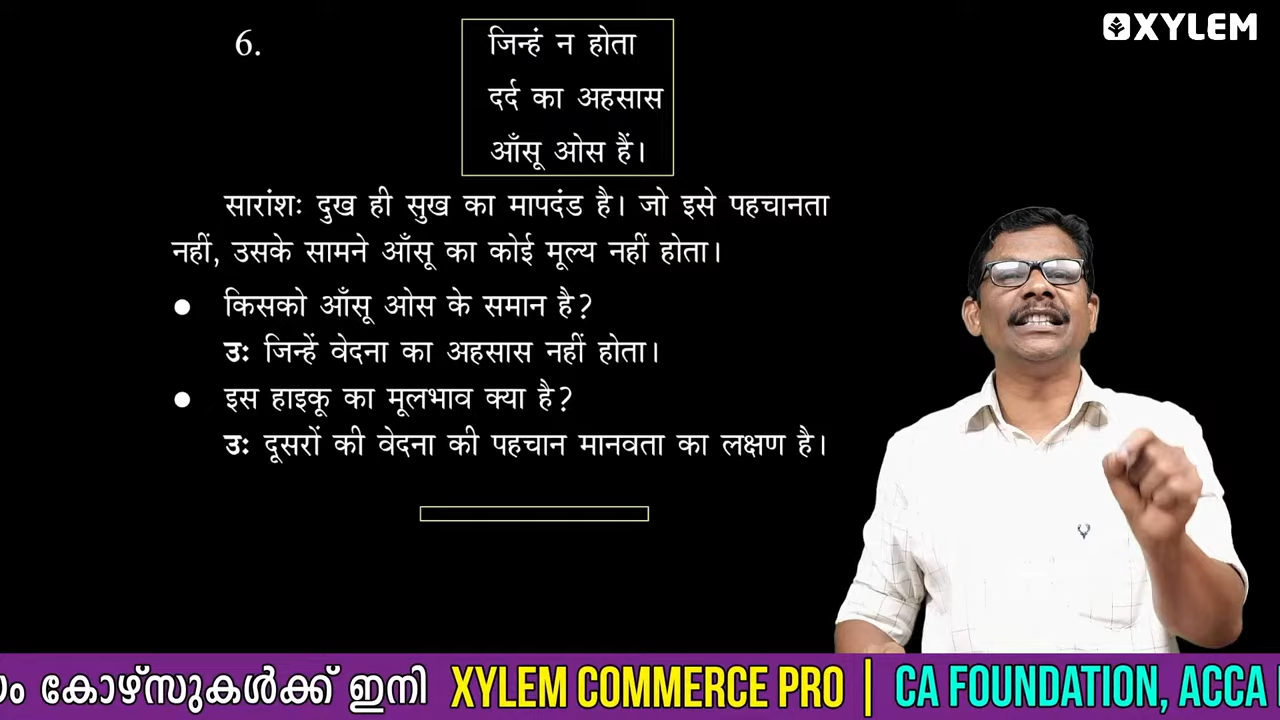 XYLEM
6.
जिन्हं न होता
दर्द का अहसास
आँसू ओस हैं।
सारांशः दुख ही सुख का मापदंड है। जो इसे पहचानता
नहीं, उसके सामने आँसू का कोई मूल्य नहीं होता।
● किसको आँसू ओस के समान है?
उः जिन्हें वेदना का अहसास नहीं होता।
● इस हाइकू का मूलभाव क्या है?
उः दूसरों की वेदना की पहचान मानवता का लक्षण है।
കോഴ്സുകൾക്ക് ഇനി XYLEM COMMERCE PRO | CA FOUNDATION, ACCA